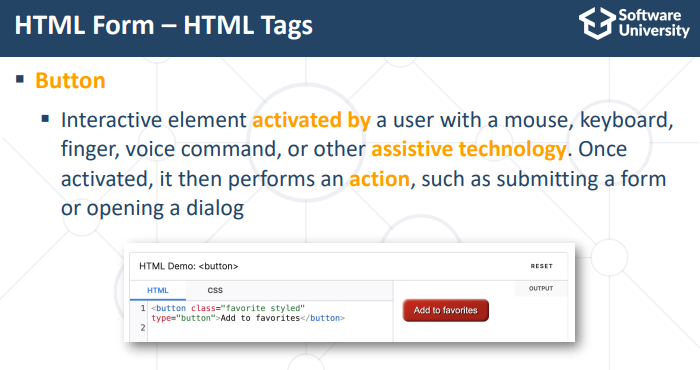 HTML Form – HTML Tags
Software
University
Button
Interactive element activated by a user with a mouse, keyboard,
finger, voice command, or other assistive technology. Once
activated, it then performs an action, such as submitting a form
or opening a dialog
HTML Demo: <button>
RESET
HTML
CSS
OUTPUT
1 <button class="favorite styled"
type="button">Add to favorites</button>
2
Add to favorites